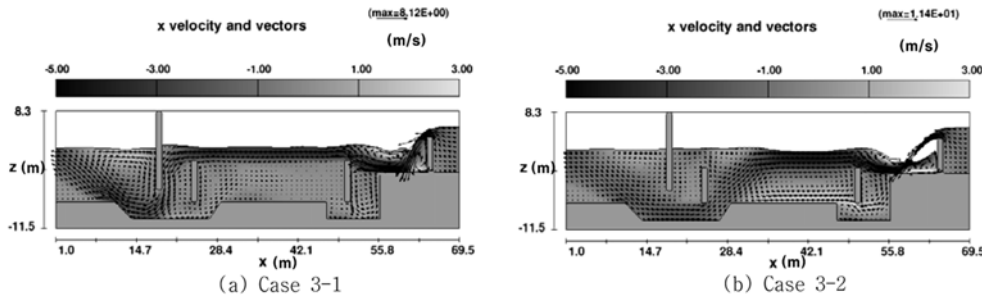 (max=8.12E+00)
x velocity and vectors
(m/s)
-5.00 -3.00 -1.00 1.00 3.00
8.3
z (m)
-11.5
1.0 14.7 28.4 42.1 55.8 69.5
x (m)
(a) Case 3-1
(max=1.14E+01)
x velocity and vectors
(m/s)
-5.00 -3.00 -1.00 1.00 3.00
8.3
z (m)
-11.5
1.0 14.7 28.4 42.1 55.8 69.5
x (m)
(b) Case 3-2